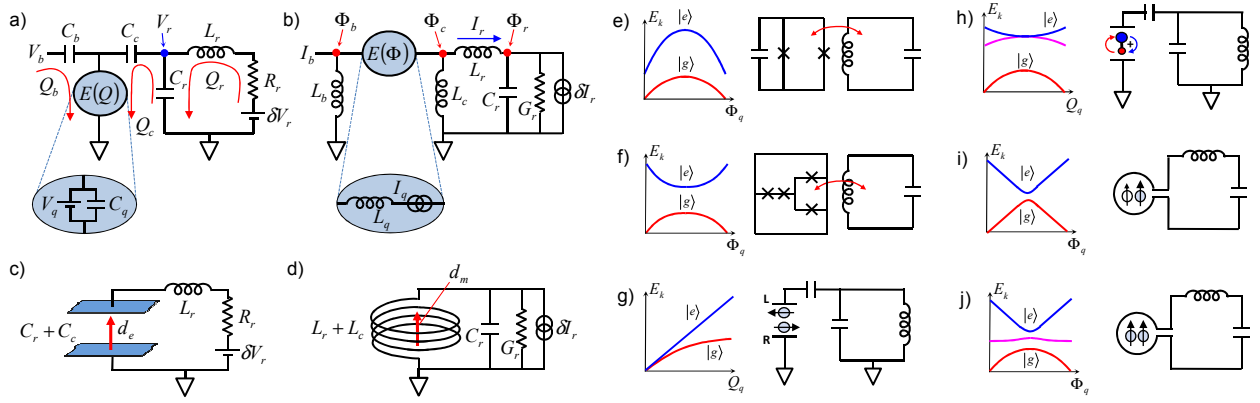 a)
V_b
C_b
C_c
V_r
L_r
Q_b
E(Q)
Q_c
C_r
Q_r
R_r
δV_r
V_q
C_q
b)
I_b
Φ_b
E(Φ)
Φ_c
I_r
Φ_r
L_r
L_b
L_c
C_r
G_r
δI_r
I_q
L_q
c)
C_r + C_c
d_e
L_r
R_r
δV_r
d)
d_m
L_r + L_c
C_r
G_r
δI_r
e)
E_k
|e⟩
|g⟩
Φ_q
f)
E_k
|e⟩
|g⟩
Φ_q
g)
E_k
|e⟩
|g⟩
Q_q
L
R
h)
E_k
|e⟩
|g⟩
Q_q
+
i)
E_k
|e⟩
|g⟩
Φ_q
j)
E_k
|e⟩
|g⟩
Φ_q